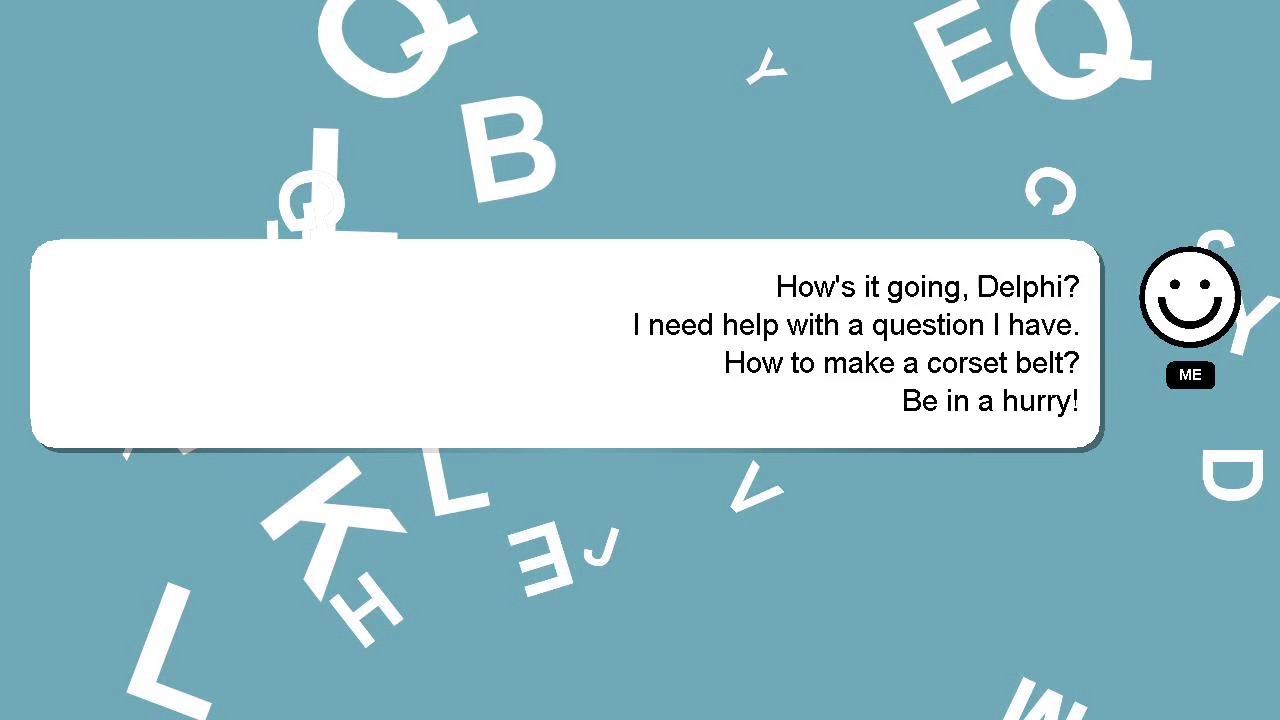 Q
E
Q
Y
B
C
Q
S
Y
How's it going, Delphi?
I need help with a question I have.
How to make a corset belt?
Be in a hurry!
ME
L
K
V
D
E
J
H
L
W